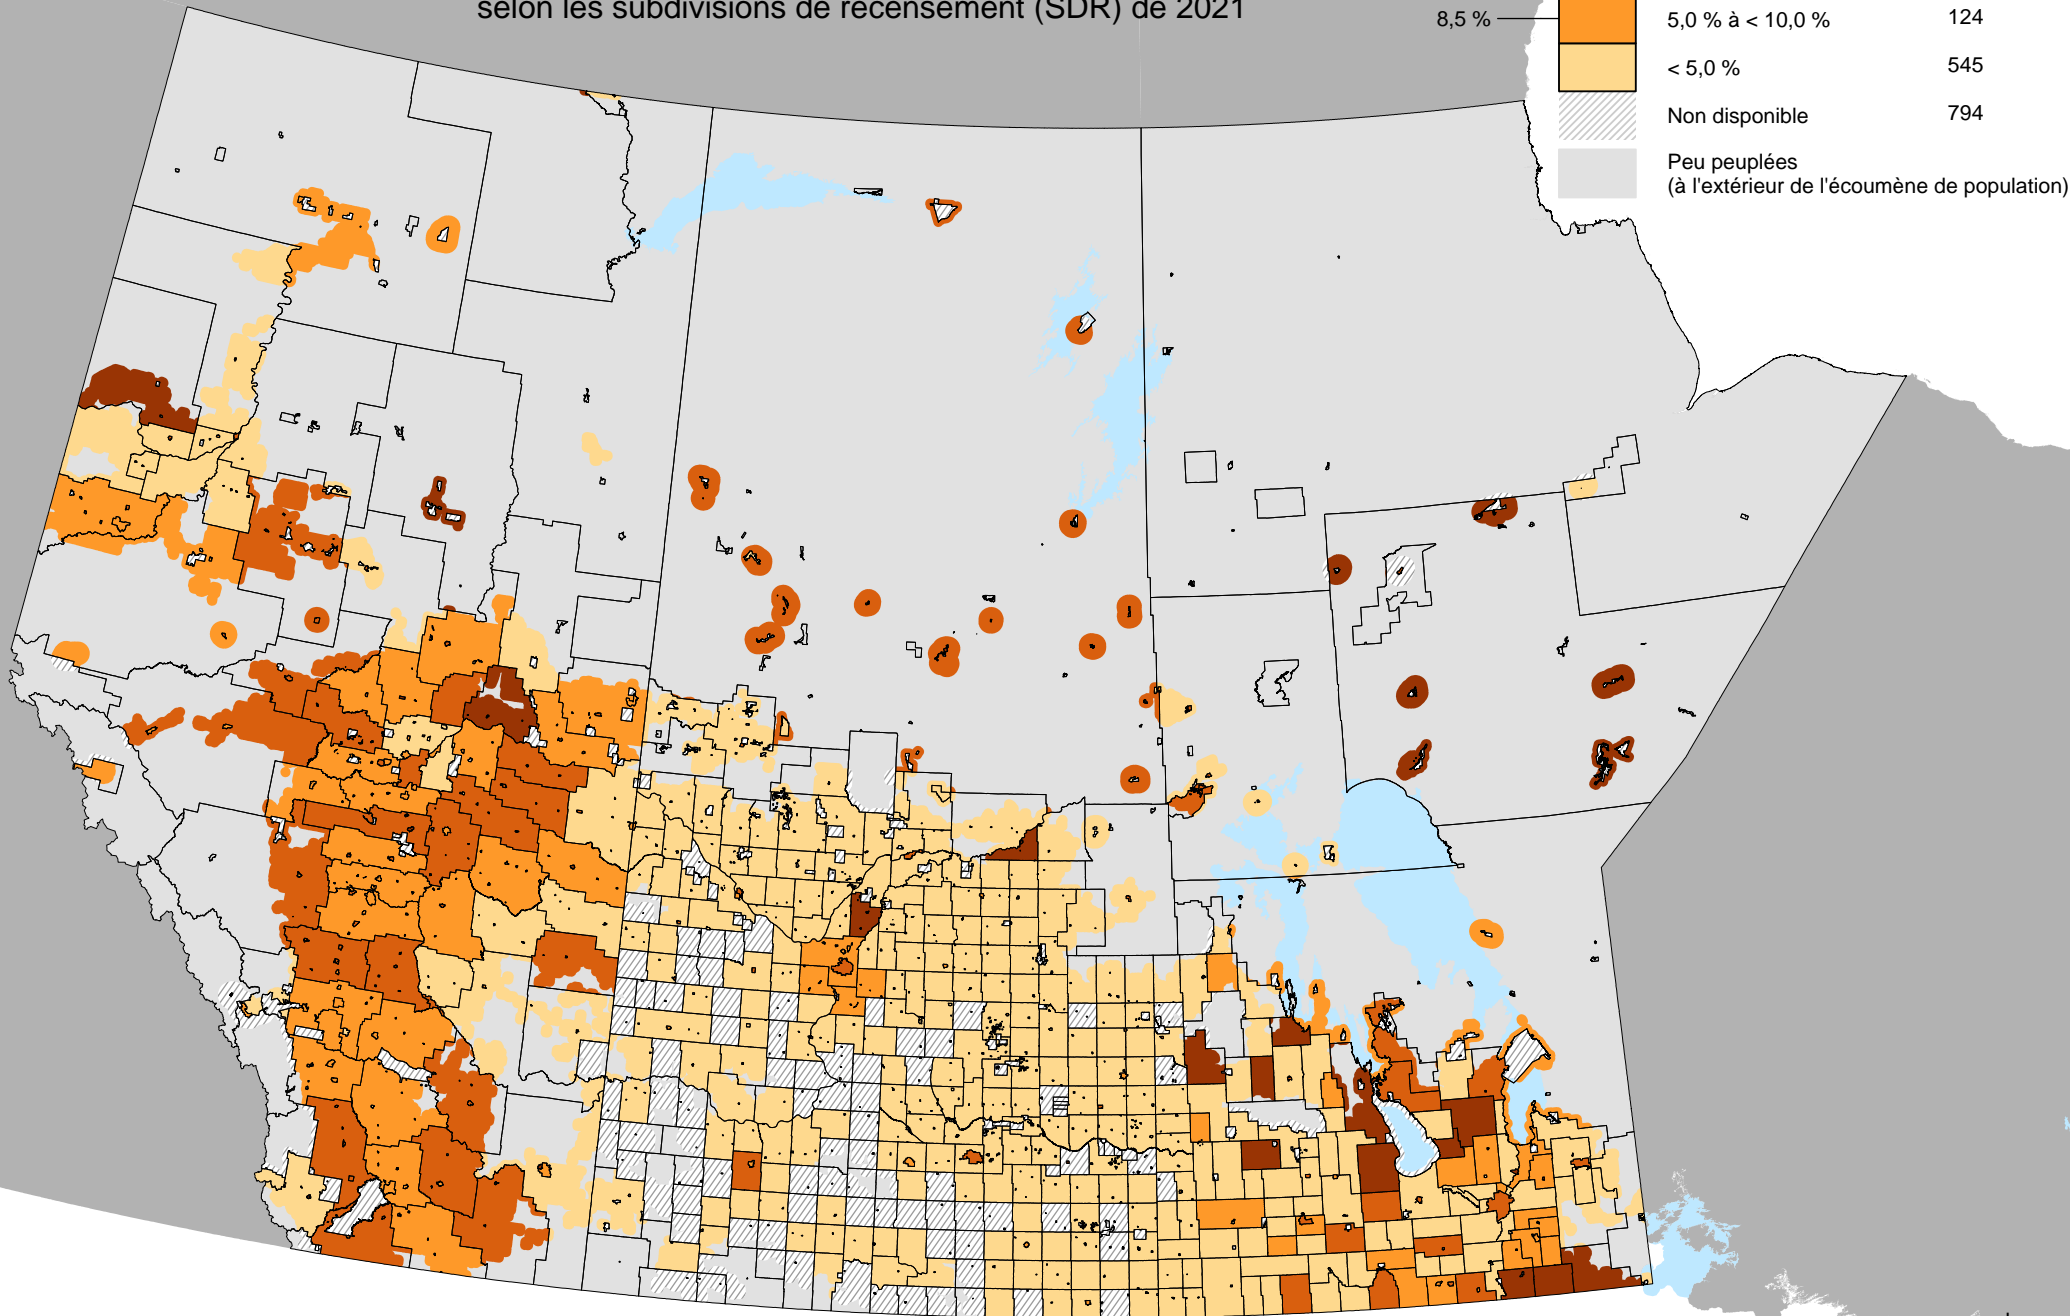 selon les subdivisions de recensement (SDR) de 2021
8,5 %
5,0 % à < 10,0 % 124
< 5,0 % 545
Non disponible 794
Peu peuplées
(à l'extérieur de l'écoumène de population)